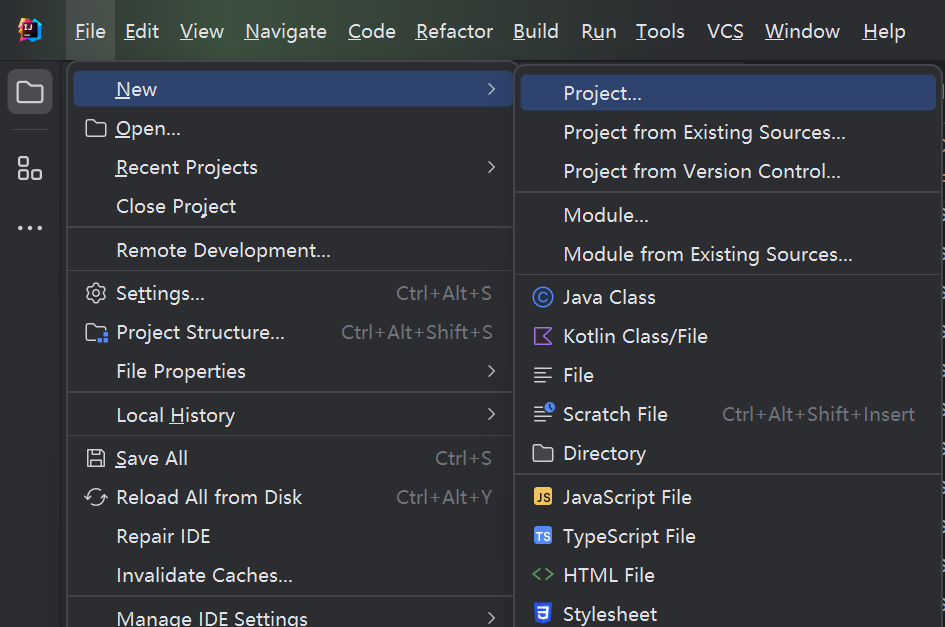 File Edit View Navigate Code Refactor Build Run Tools VCS Window Help
New
Open...
Recent Projects
Close Project
Remote Development...
Settings... Ctrl+Alt+S
Project Structure... Ctrl+Alt+Shift+S
File Properties
Local History
Save All Ctrl+S
Reload All from Disk Ctrl+Alt+Y
Repair IDE
Invalidate Caches...
Manage IDE Settings
Project...
Project from Existing Sources...
Project from Version Control...
Module...
Module from Existing Sources...
Java Class
Kotlin Class/File
File
Scratch File Ctrl+Alt+Shift+Insert
Directory
JS JavaScript File
TS TypeScript File
HTML File
Stylesheet